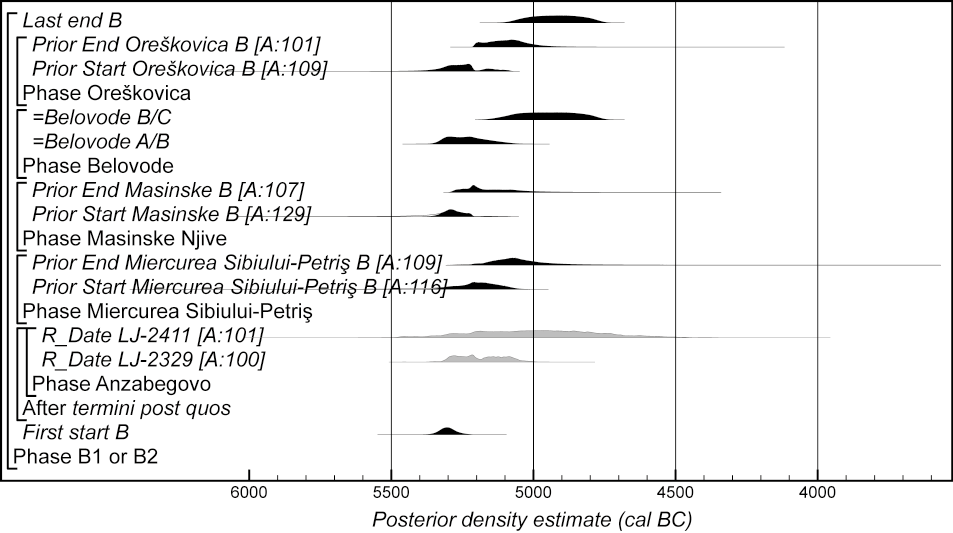 Last end B
Prior End Oreškovica B [A:101]
Prior Start Oreškovica B [A:109]
Phase Oreškovica
=Belovode B/C
=Belovode A/B
Phase Belovode
Prior End Masinske B [A:107]
Prior Start Masinske B [A:129]
Phase Masinske Njive
Prior End Miercurea Sibiului-Petriş B [A:109]
Prior Start Miercurea Sibiului-Petriş B [A:116]
Phase Miercurea Sibiului-Petriş
R_Date LJ-2411 [A:101]
R_Date LJ-2329 [A:100]
Phase Anzabegovo
After termini post quos
First start B
Phase B1 or B2
6000 5500 5000 4500 4000
Posterior density estimate (cal BC)